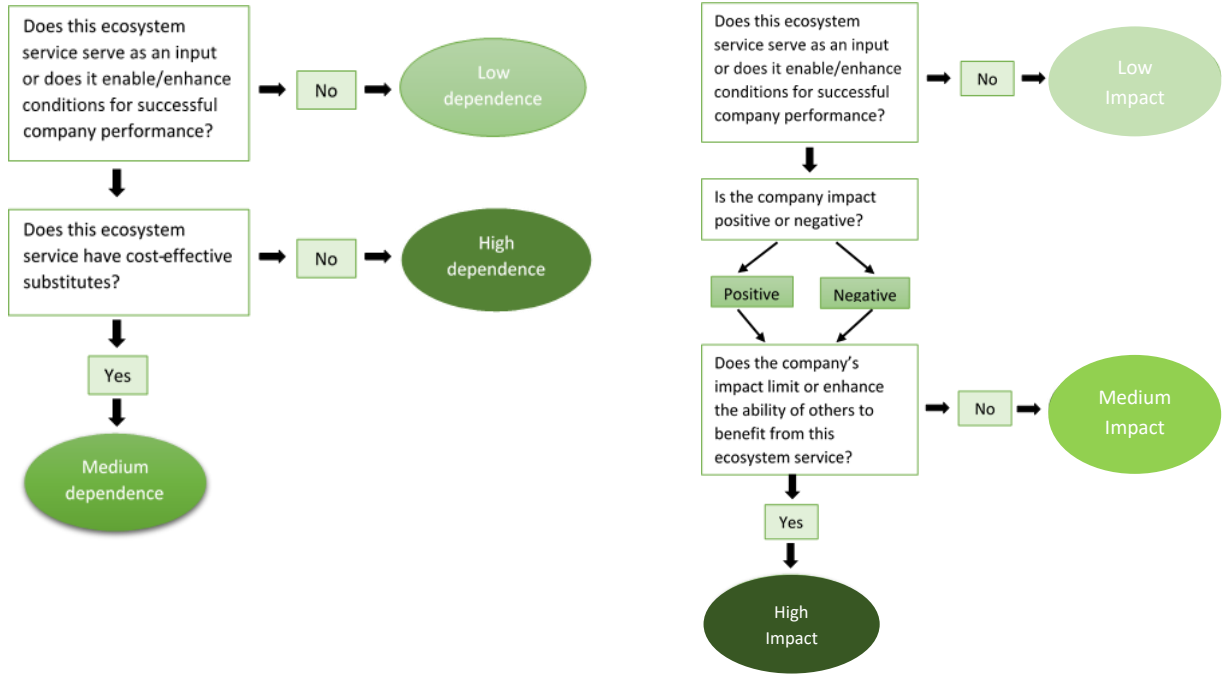 Does this ecosystem
service serve as an input
or does it enable/enhance
conditions for successful
company performance?
No
Low
dependence
Does this ecosystem
service have cost-effective
substitutes?
No
High
dependence
Yes
Medium
dependence
Does this ecosystem
service serve as an input
or does it enable/enhance
conditions for successful
company performance?
No
Low
Impact
Is the company impact
positive or negative?
Positive
Negative
Does the company’s
impact limit or enhance
the ability of others to
benefit from this
ecosystem service?
No
Medium
Impact
Yes
High
Impact